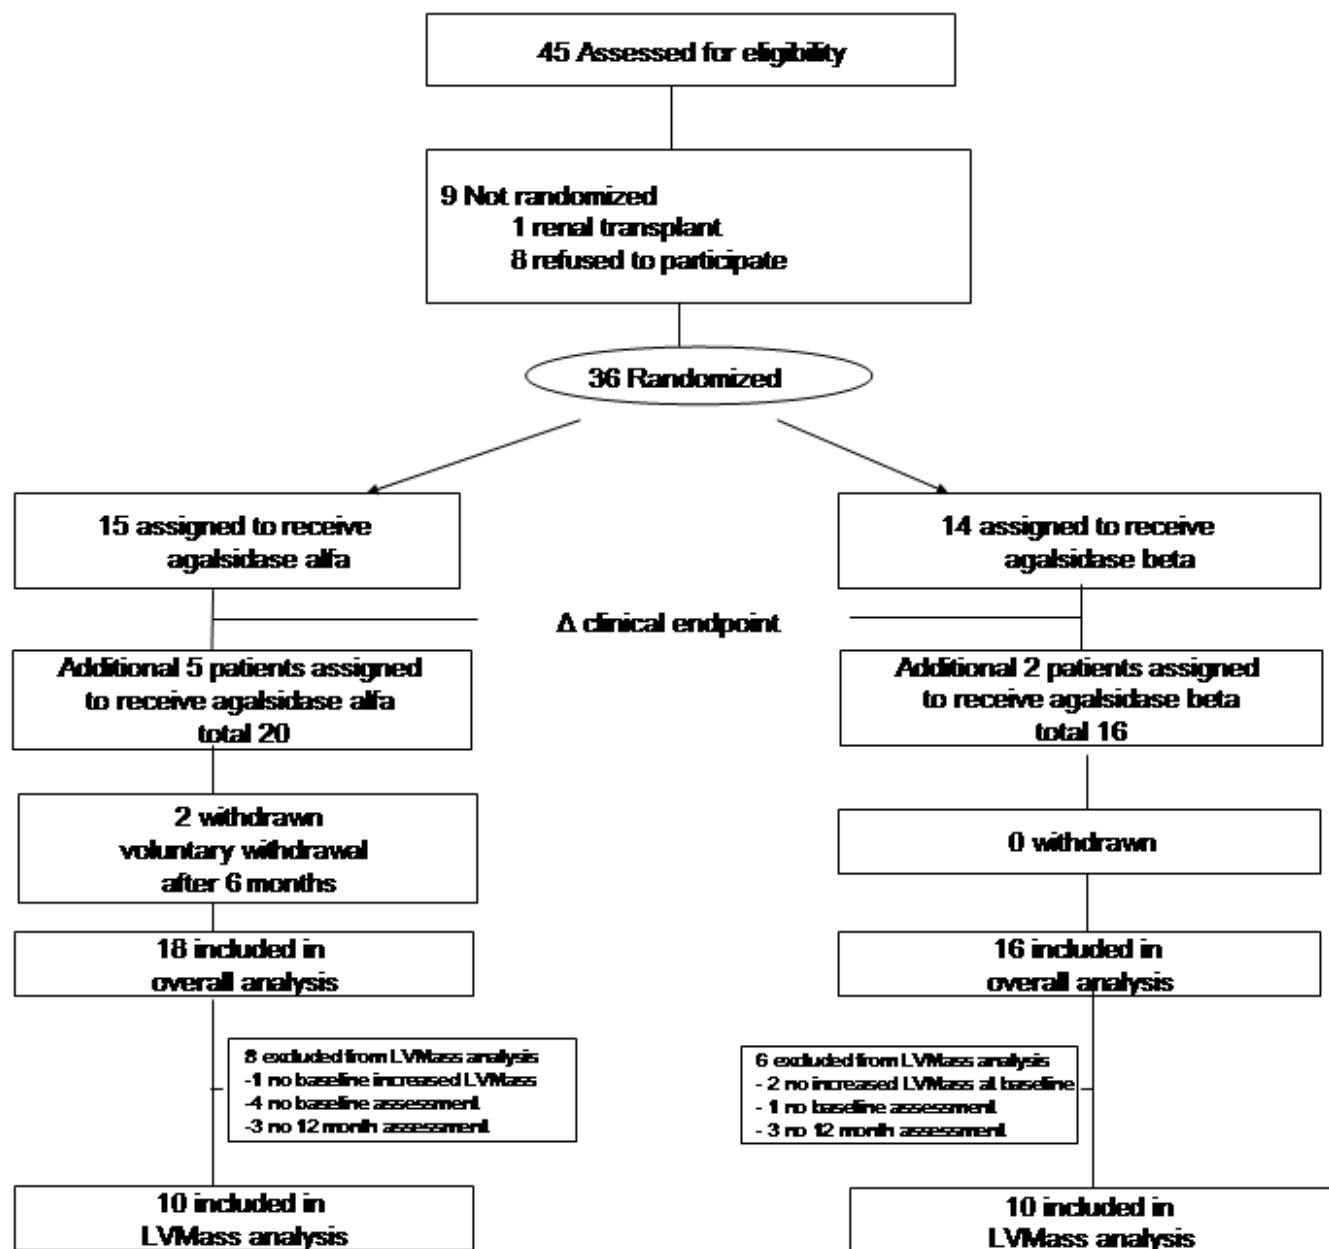 45 Assessed for eligibility
9 Not randomized
1 renal transplant
8 refused to participate
36 Randomized
15 assigned to receive
agalsidase alfa
14 assigned to receive
agalsidase beta
Δ clinical endpoint
Additional 5 patients assigned
to receive agalsidase alfa
total 20
Additional 2 patients assigned
to receive agalsidase beta
total 16
2 withdrawn
voluntary withdrawal
after 6 months
0 withdrawn
18 included in
overall analysis
16 included in
overall analysis
8 excluded from LVMass analysis
-1 no baseline increased LVMass
-4 no baseline assessment
-3 no 12 month assessment
6 excluded from LVMass analysis
- 2 no increased LVMass at baseline
- 1 no baseline assessment
- 3 no 12 month assessment
10 included in
LVMass analysis
10 included in
LVMass analysis